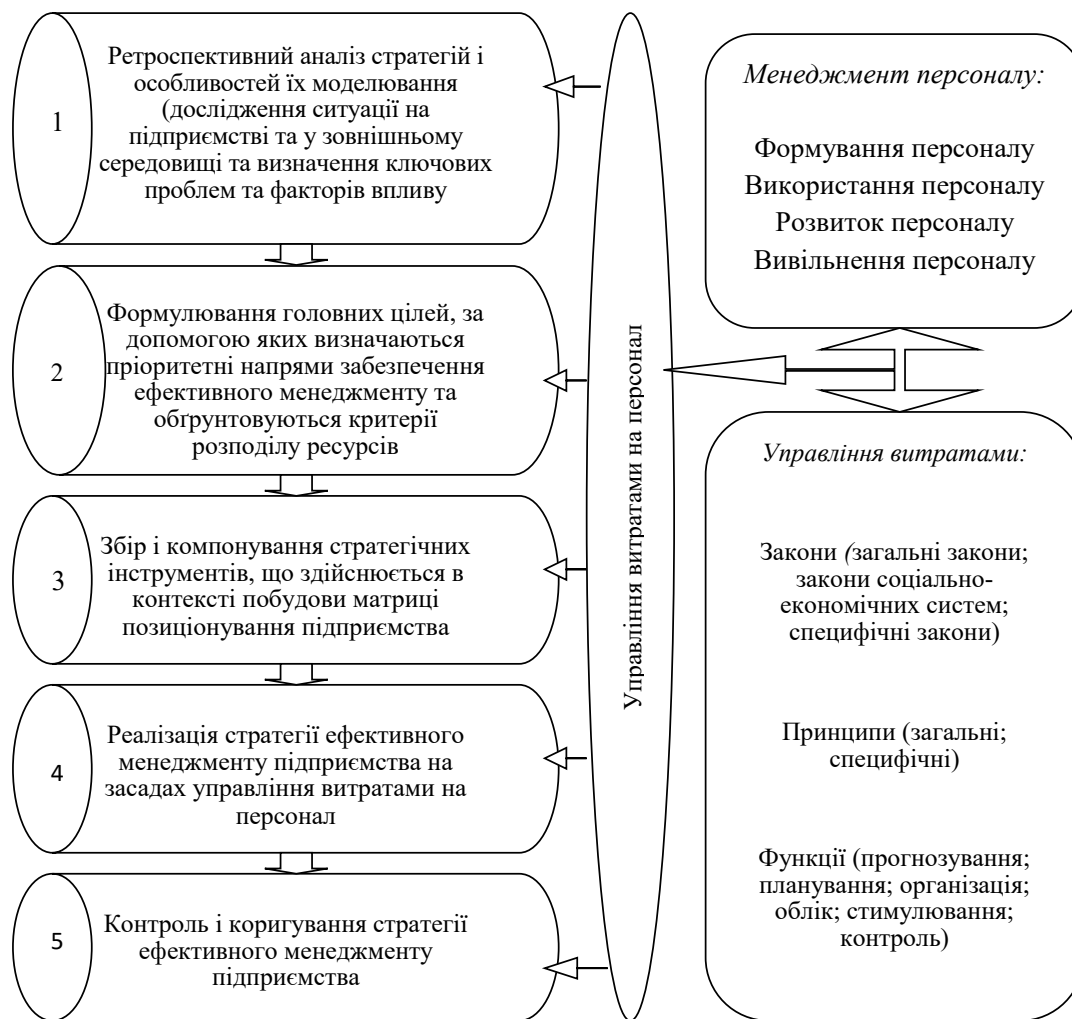 1
Ретроспективний аналіз стратегій і
особливостей їх моделювання
(дослідження ситуації на
підприємстві та у зовнішньому
середовищі та визначення ключових
проблем та факторів впливу
2
Формулювання головних цілей, за
допомогою яких визначаються
пріоритетні напрями забезпечення
ефективного менеджменту та
обґрунтовуються критерії
розподілу ресурсів
3
Збір і компонування стратегічних
інструментів, що здійснюється в
контексті побудови матриці
позиціонування підприємства
4
Реалізація стратегії ефективного
менеджменту підприємства на
засадах управління витратами на
персонал
5
Контроль і коригування стратегії
ефективного менеджменту
підприємства
Управління витратами на персонал
Менеджмент персоналу:
Формування персоналу
Використання персоналу
Розвиток персоналу
Вивільнення персоналу
Управління витратами:
Закони (загальні закони;
закони соціально-
економічних систем;
специфічні закони)
Принципи (загальні;
специфічні)
Функції (прогнозування;
планування; організація;
облік; стимулювання;
контроль)